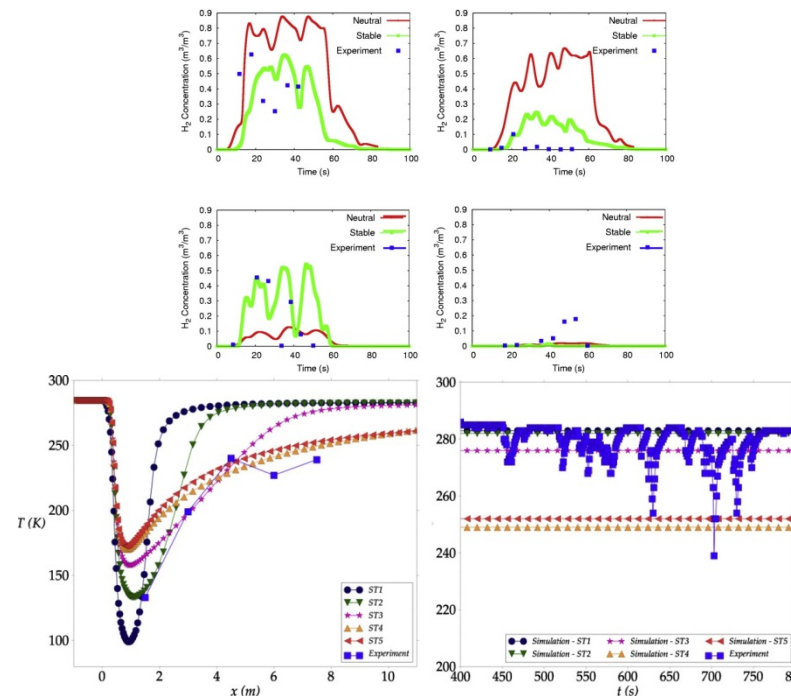 0.9 0.8 0.7 0.6 0.5 0.4 0.3 0.2 0.1 0
H₂ Concentration (m³/m³)
Neutral
Stable
Experiment
0 20 40 60 80 100
Time (s)
0.9 0.8 0.7 0.6 0.5 0.4 0.3 0.2 0.1 0
H₂ Concentration (m³/m³)
Neutral
Stable
Experiment
0 20 40 60 80 100
Time (s)
0.9 0.8 0.7 0.6 0.5 0.4 0.3 0.2 0.1 0
H₂ Concentration (m³/m³)
Neutral
Stable
Experiment
0 20 40 60 80 100
Time (s)
0.9 0.8 0.7 0.6 0.5 0.4 0.3 0.2 0.1 0
H₂ Concentration (m³/m³)
Neutral
Stable
Experiment
0 20 40 60 80 100
Time (s)
300
250
200
150
100
T (K)
ST1
ST2
ST3
ST4
ST5
Experiment
0 2 4 6 8 10
x (m)
300
280
260
240
220
200
Simulation - ST1 Simulation - ST3 Simulation - ST5
Simulation - ST2 Simulation - ST4 Experiment
400 450 500 550 600 650 700 750
t (s)